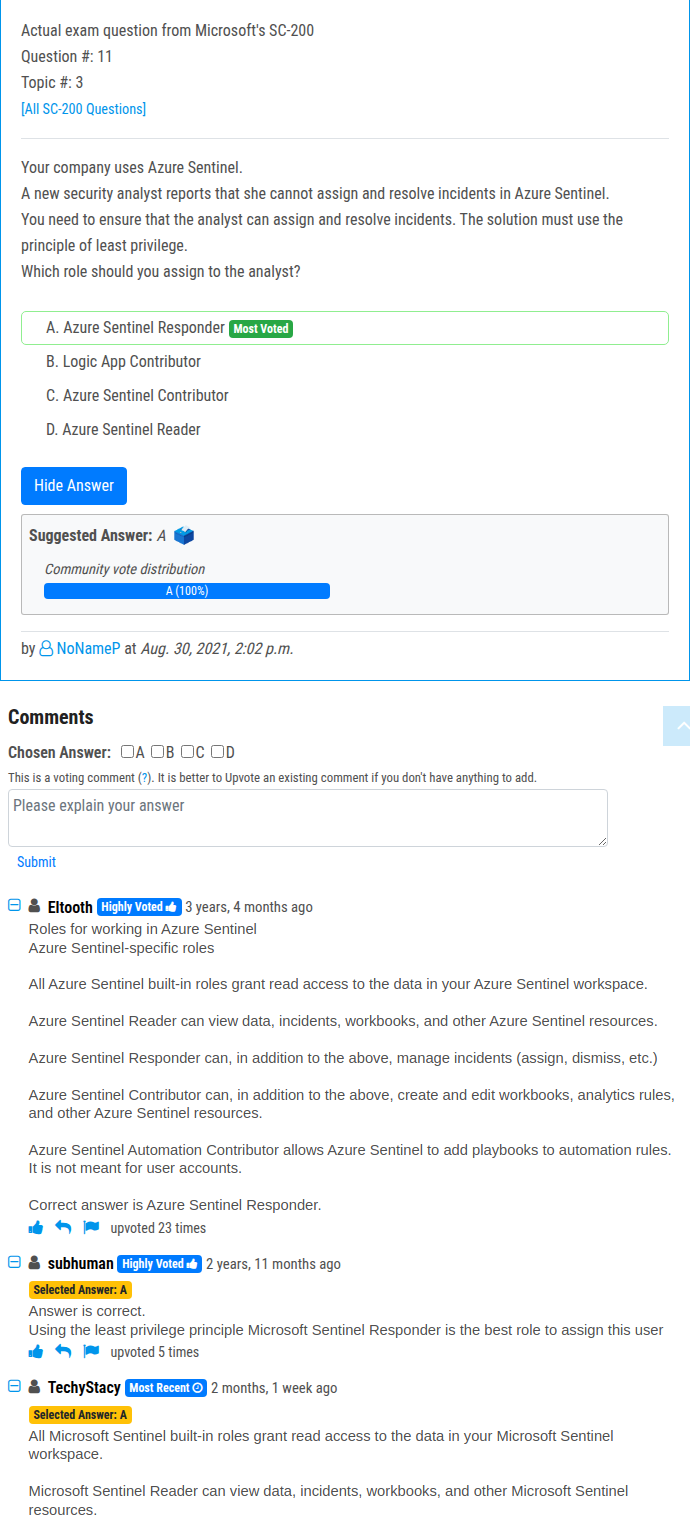 Actual exam question from Microsoft's SC-200
Question #: 11
Topic #: 3
[All SC-200 Questions]
Your company uses Azure Sentinel.
A new security analyst reports that she cannot assign and resolve incidents in Azure Sentinel.
You need to ensure that the analyst can assign and resolve incidents. The solution must use the
principle of least privilege.
Which role should you assign to the analyst?
A. Azure Sentinel Responder Most Voted
B. Logic App Contributor
C. Azure Sentinel Contributor
D. Azure Sentinel Reader
Hide Answer
Suggested Answer: A
Community vote distribution
A (100%)
by NoNameP at Aug. 30, 2021, 2:02 p.m.
Comments
Chosen Answer: A B C D
This is a voting comment (?). It is better to Upvote an existing comment if you don't have anything to add.
Please explain your answer
Submit
Eltooth Highly Voted 3 years, 4 months ago
Roles for working in Azure Sentinel
Azure Sentinel-specific roles
All Azure Sentinel built-in roles grant read access to the data in your Azure Sentinel workspace.
Azure Sentinel Reader can view data, incidents, workbooks, and other Azure Sentinel resources.
Azure Sentinel Responder can, in addition to the above, manage incidents (assign, dismiss, etc.)
Azure Sentinel Contributor can, in addition to the above, create and edit workbooks, analytics rules,
and other Azure Sentinel resources.
Azure Sentinel Automation Contributor allows Azure Sentinel to add playbooks to automation rules.
It is not meant for user accounts.
Correct answer is Azure Sentinel Responder.
upvoted 23 times
subhuman Highly Voted 2 years, 11 months ago
Selected Answer: A
Answer is correct.
Using the least privilege principle Microsoft Sentinel Responder is the best role to assign this user
upvoted 5 times
TechyStacy Most Recent 2 months, 1 week ago
Selected Answer: A
All Microsoft Sentinel built-in roles grant read access to the data in your Microsoft Sentinel
workspace.
Microsoft Sentinel Reader can view data, incidents, workbooks, and other Microsoft Sentinel
resources.